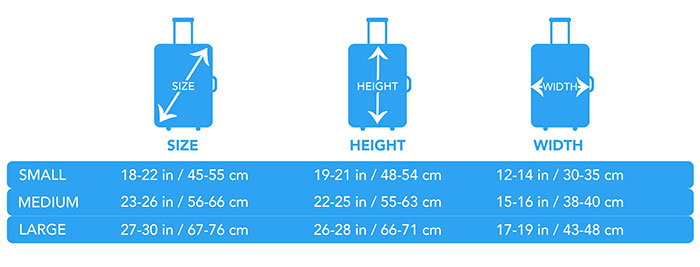 SIZE HEIGHT WIDTH
SIZE HEIGHT WIDTH
SMALL 18-22 in / 45-55 cm 19-21 in / 48-54 cm 12-14 in / 30-35 cm
MEDIUM 23-26 in / 56-66 cm 22-25 in / 55-63 cm 15-16 in / 38-40 cm
LARGE 27-30 in / 67-76 cm 26-28 in / 66-71 cm 17-19 in / 43-48 cm